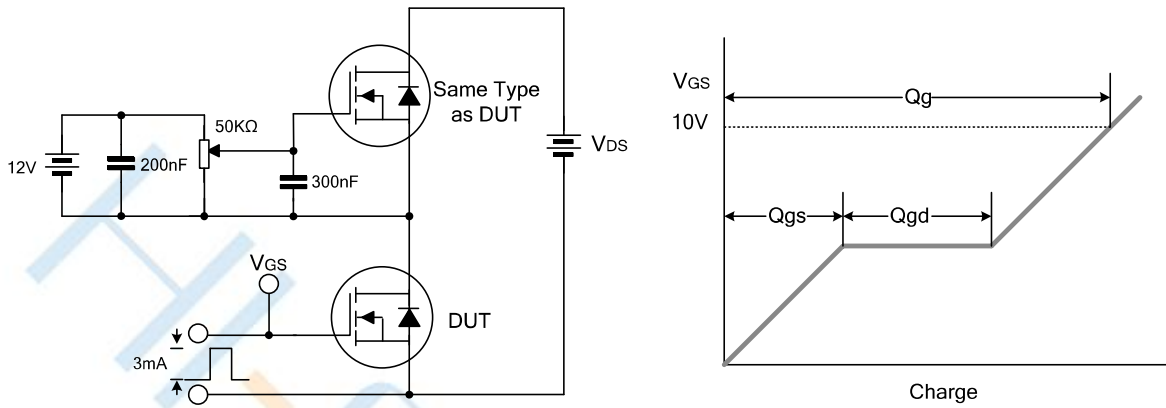 Same Type
as DUT
50KΩ
12V
200nF
300nF
VDS
VGS
DUT
3mA
VGS
10V
Qg
Qgs
Qgd
Charge